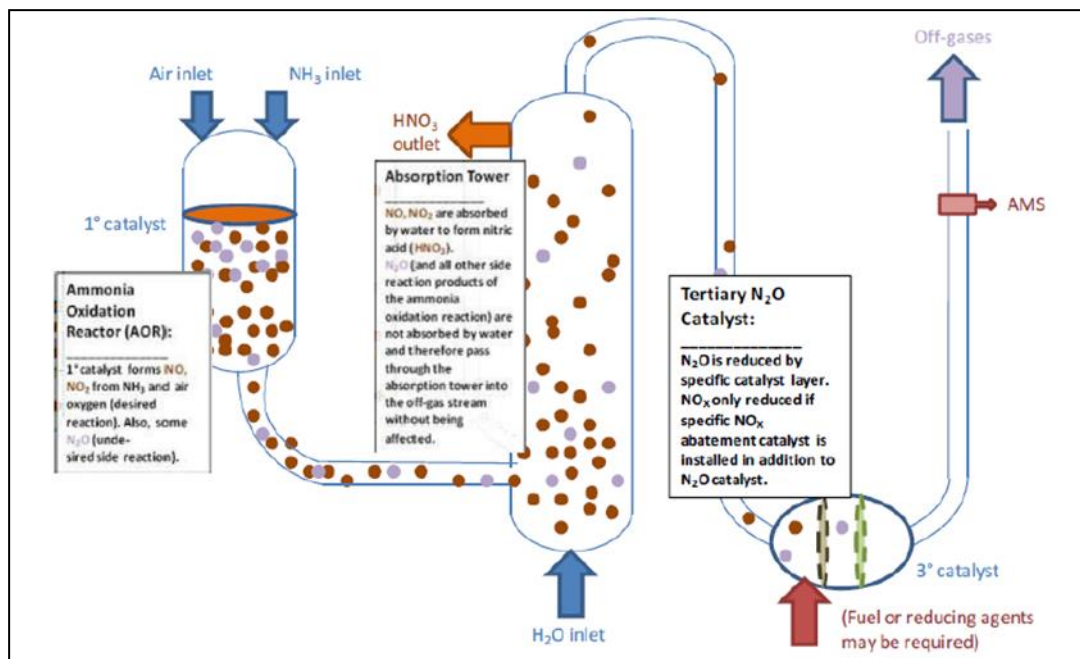 Air inlet
NH₃ inlet
Off-gases
HNO₃
outlet
AMS
1° catalyst
Ammonia
Oxidation
Reactor (AOR):
1° catalyst forms NO,
NO₂ from NH₃ and air
oxygen (desired
reaction). Also, some
N₂O (unde-
sired side reaction).
Absorption Tower
NO, NO₂ are absorbed
by water to form nitric
acid (HNO₃).
N₂O (and all other side
reaction products of
the ammonia
oxidation reaction) are
not absorbed by water
and therefore pass
through the
absorption tower into
the off-gas stream
without being
affected.
Tertiary N₂O
Catalyst:
N₂O is reduced by
specific catalyst layer.
NOₓ only reduced if
specific NOₓ
abatement catalyst is
installed in addition to
N₂O catalyst.
3° catalyst
H₂O inlet
(Fuel or reducing agents
may be required)